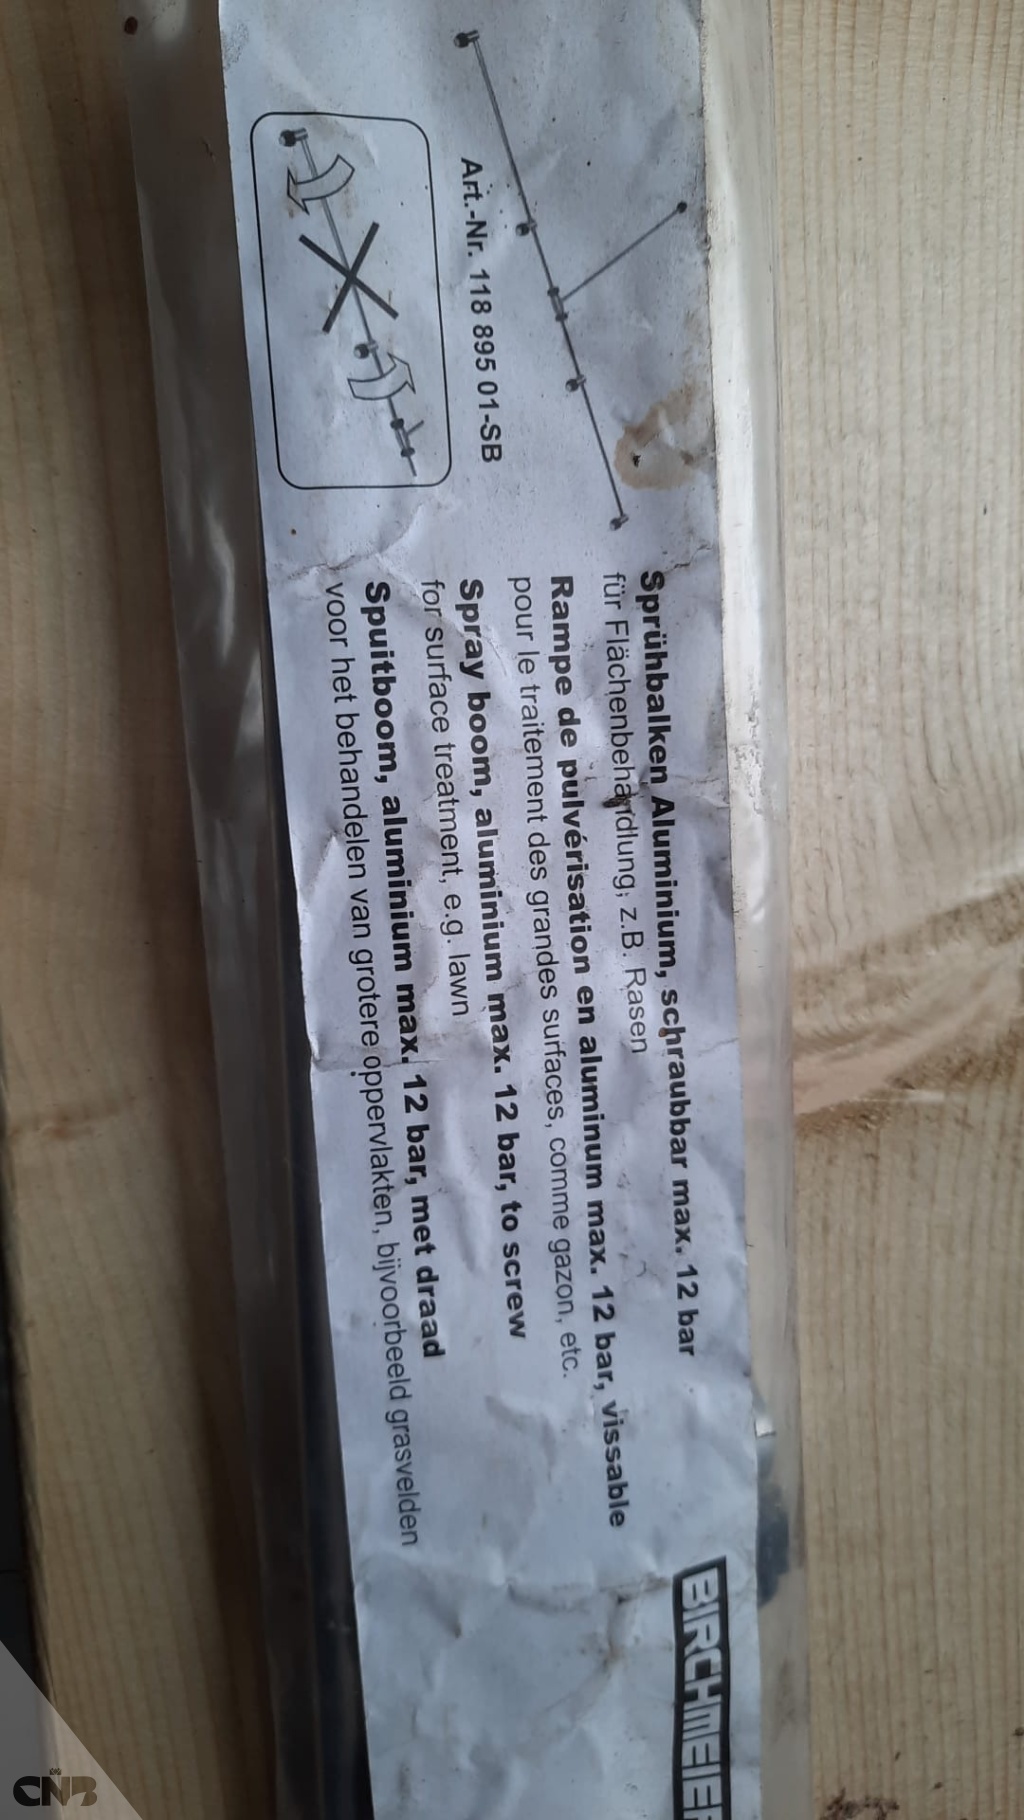 Art.-Nr. 118 895 01-SB
Sprühbalken Aluminium, schraubbar max. 12 bar
für Flächenbehandlung, z.B. Rasen
Rampe de pulvérisation en aluminum max. 12 bar, vissable
pour le traitement des grandes surfaces, comme gazon, etc.
Spray boom, aluminium max. 12 bar, to screw
for surface treatment, e.g. lawn
Spuitboom, aluminium max. 12 bar, met draad
voor het behandelen van grotere oppervlakten, bijvoorbeeld grasvelden
BIRCHMEIER
CNB